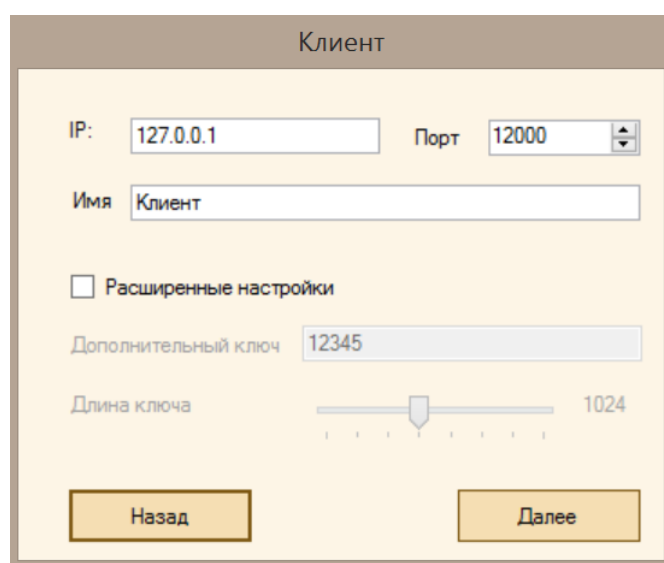 Клиент
IP: 127.0.0.1 Порт 12000
Имя Клиент
Расширенные настройки
Дополнительный ключ 12345
Длина ключа 1024
Назад Далее